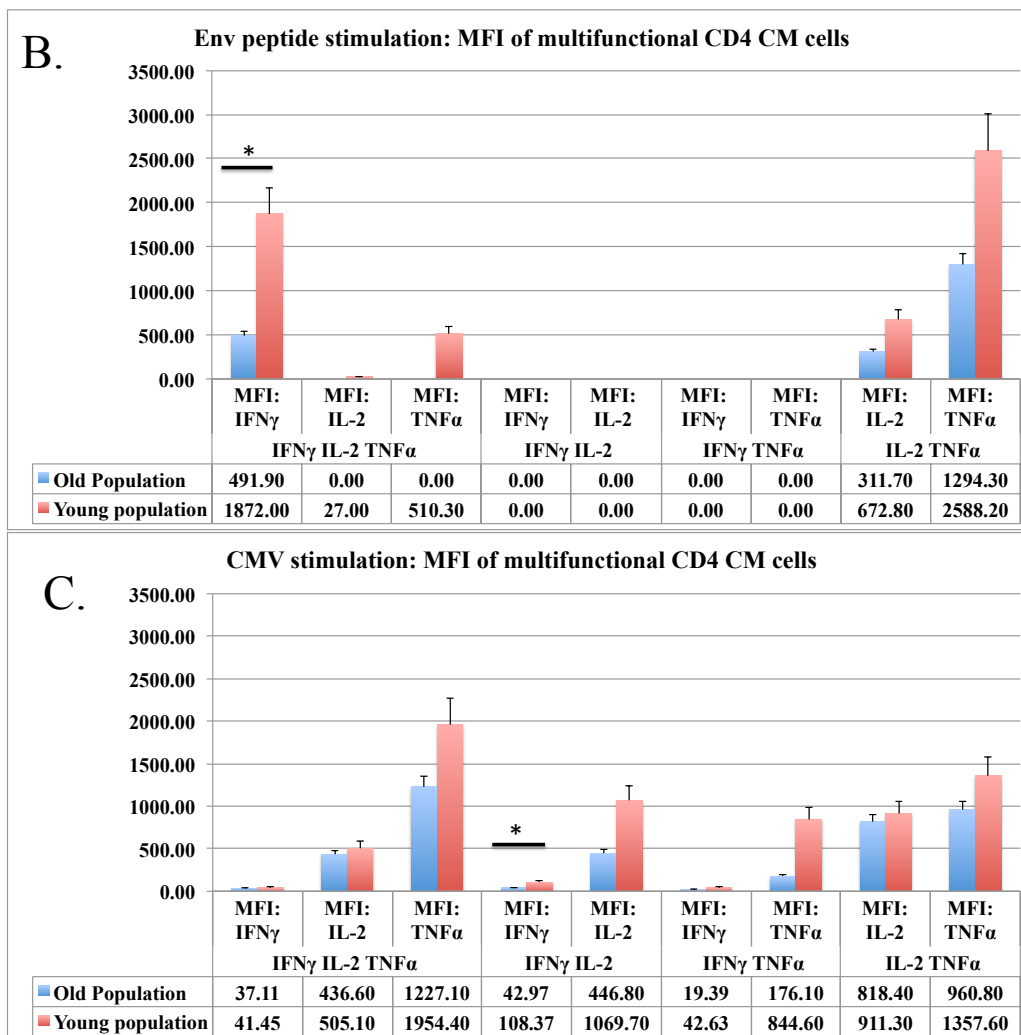 B.
Env peptide stimulation: MFI of multifunctional CD4 CM cells
3500.00
3000.00
2500.00
2000.00
1500.00
1000.00
500.00
0.00
*
MFI: IFNγ MFI: IL-2 MFI: TNFα MFI: IFNγ MFI: IL-2 MFI: IFNγ MFI: TNFα MFI: IL-2 MFI: TNFα
IFNγ IL-2 TNFα IFNγ IL-2 IFNγ TNFα IL-2 TNFα
Old Population 491.90 0.00 0.00 0.00 0.00 0.00 0.00 311.70 1294.30
Young population 1872.00 27.00 510.30 0.00 0.00 0.00 0.00 672.80 2588.20
C.
CMV stimulation: MFI of multifunctional CD4 CM cells
3500.00
3000.00
2500.00
2000.00
1500.00
1000.00
500.00
0.00
*
MFI: IFNγ MFI: IL-2 MFI: TNFα MFI: IFNγ MFI: IL-2 MFI: IFNγ MFI: TNFα MFI: IL-2 MFI: TNFα
IFNγ IL-2 TNFα IFNγ IL-2 IFNγ TNFα IL-2 TNFα
Old Population 37.11 436.60 1227.10 42.97 446.80 19.39 176.10 818.40 960.80
Young population 41.45 505.10 1954.40 108.37 1069.70 42.63 844.60 911.30 1357.60